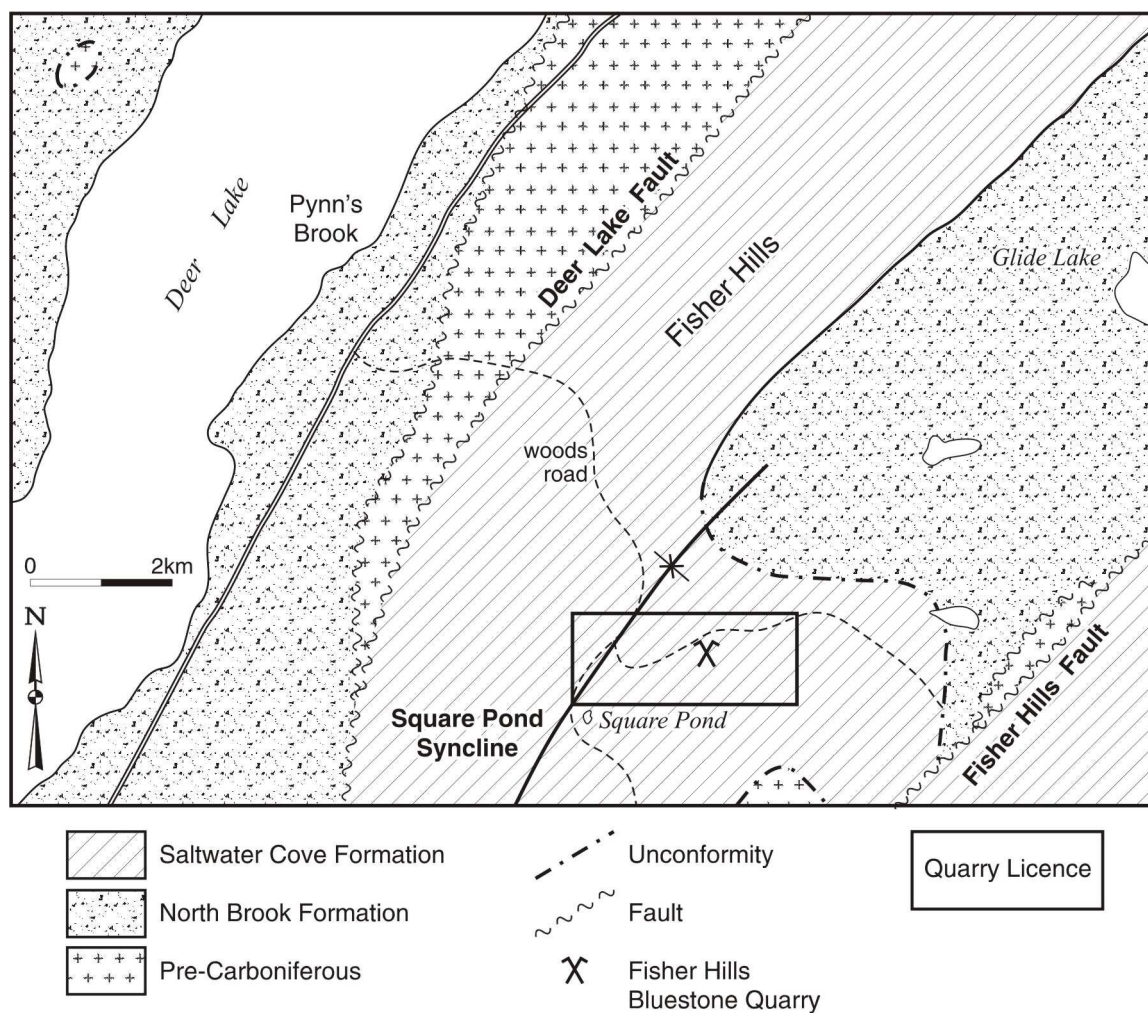 Deer Lake
Pynn's
Brook
Deer Lake Fault
Fisher Hills
Glide Lake
woods
road
0 2km
N
Square Pond
Syncline
Square Pond
Fisher Hills Fault
Saltwater Cove Formation
North Brook Formation
Pre-Carboniferous
Unconformity
Fault
Fisher Hills
Bluestone Quarry
Quarry Licence